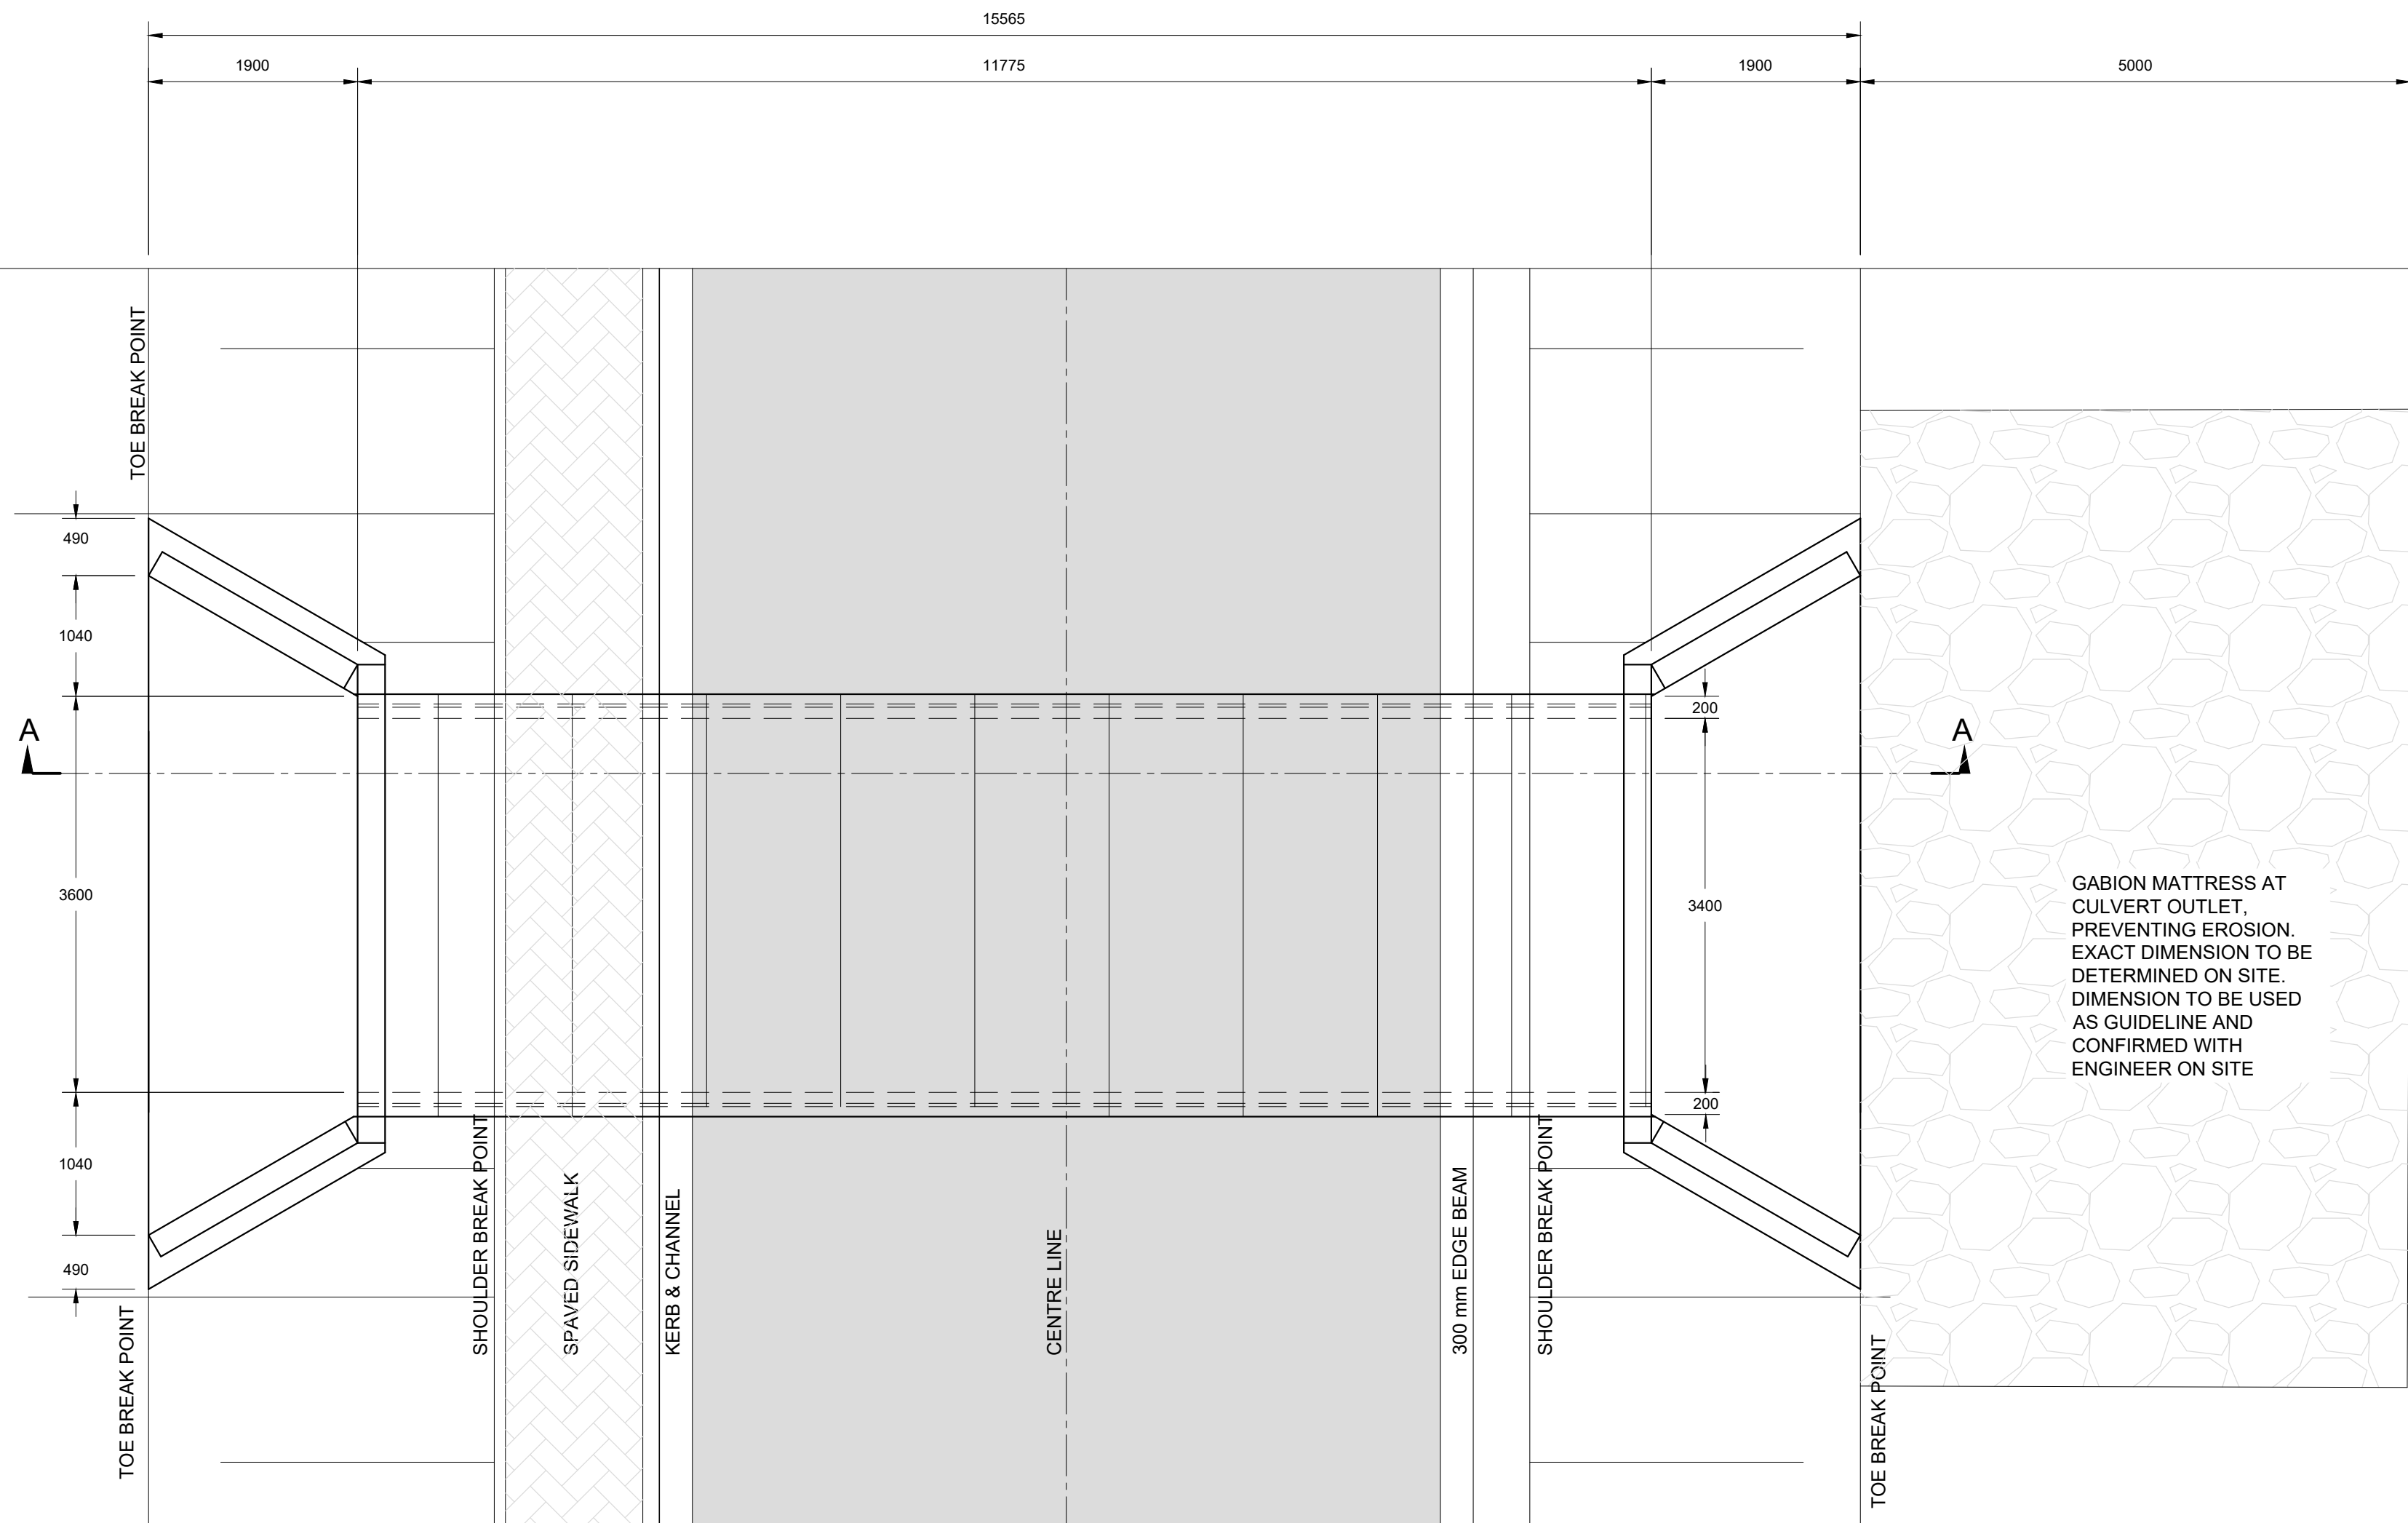 15565
1900
11775
1900
5000
TOE BREAK POINT
490
1040
200
A
A
3600
3400
GABION MATTRESS AT
CULVERT OUTLET,
PREVENTING EROSION.
EXACT DIMENSION TO BE
DETERMINED ON SITE.
DIMENSION TO BE USED
AS GUIDELINE AND
CONFIRMED WITH
ENGINEER ON SITE
200
1040
490
TOE BREAK POINT
SHOULDER BREAK POINT
SPAVED SIDEWALK
KERB & CHANNEL
CENTRE LINE
300 mm EDGE BEAM
SHOULDER BREAK POINT
TOE BREAK POINT